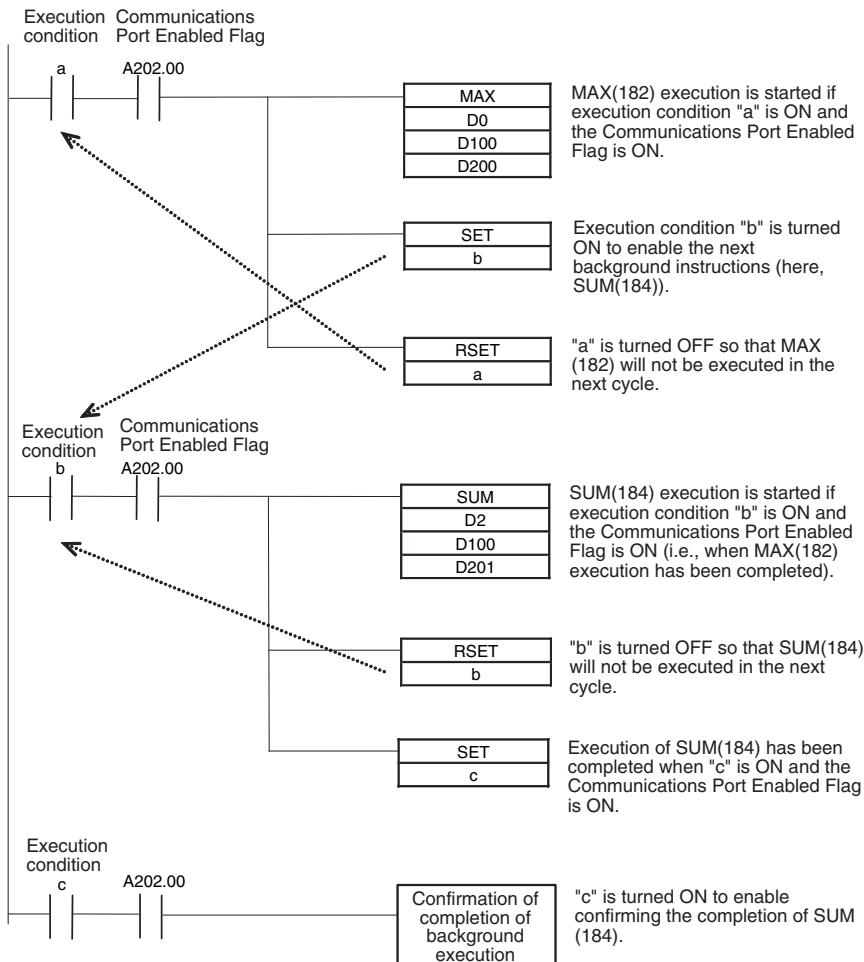 Execution
condition
Communications
Port Enabled Flag
a
A202.00
MAX
D0
D100
D200
MAX(182) execution is started if
execution condition "a" is ON and
the Communications Port Enabled
Flag is ON.
SET
b
Execution condition "b" is turned
ON to enable the next
background instructions (here,
SUM(184)).
RSET
a
"a" is turned OFF so that MAX
(182) will not be executed in the
next cycle.
Execution
condition
Communications
Port Enabled Flag
b
A202.00
SUM
D2
D100
D201
SUM(184) execution is started if
execution condition "b" is ON and
the Communications Port Enabled
Flag is ON (i.e., when MAX(182)
execution has been completed).
RSET
b
"b" is turned OFF so that SUM(184)
will not be executed in the next
cycle.
SET
c
Execution of SUM(184) has been
completed when "c" is ON and the
Communications Port Enabled Flag
is ON.
Execution
condition
c
A202.00
Confirmation of
completion of
background
execution
"c" is turned ON to enable
confirming the completion of SUM
(184).